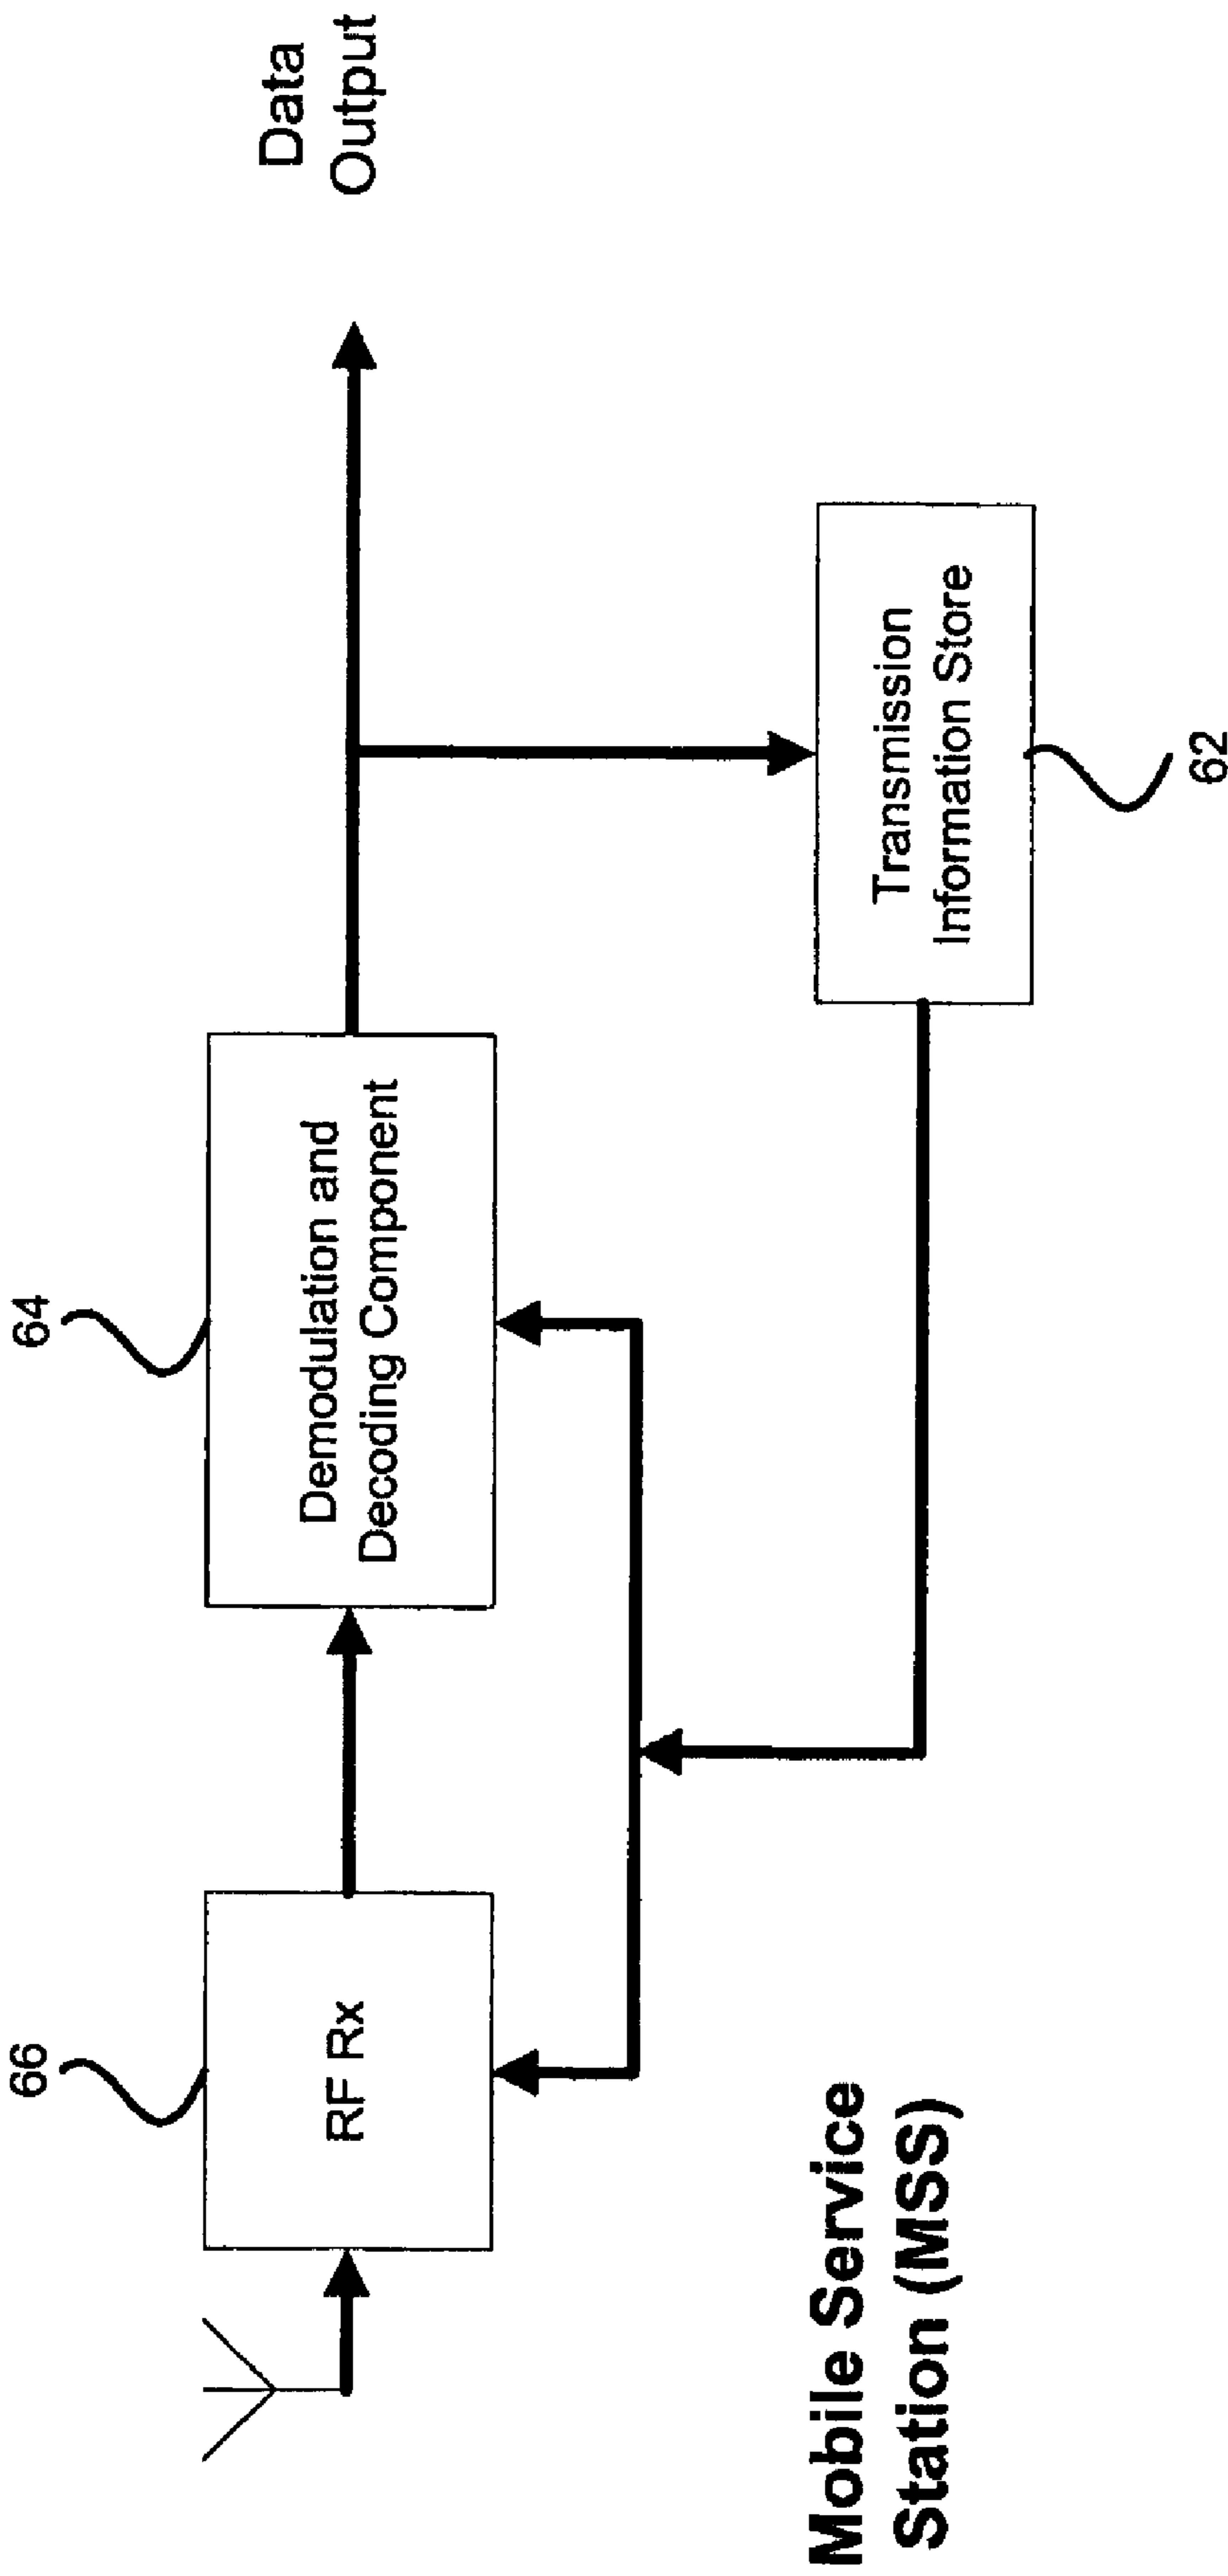 66
64
RF Rx
Demodulation and
Decoding Component
Data
Output
Transmission
Information Store
62
Mobile Service
Station (MSS)